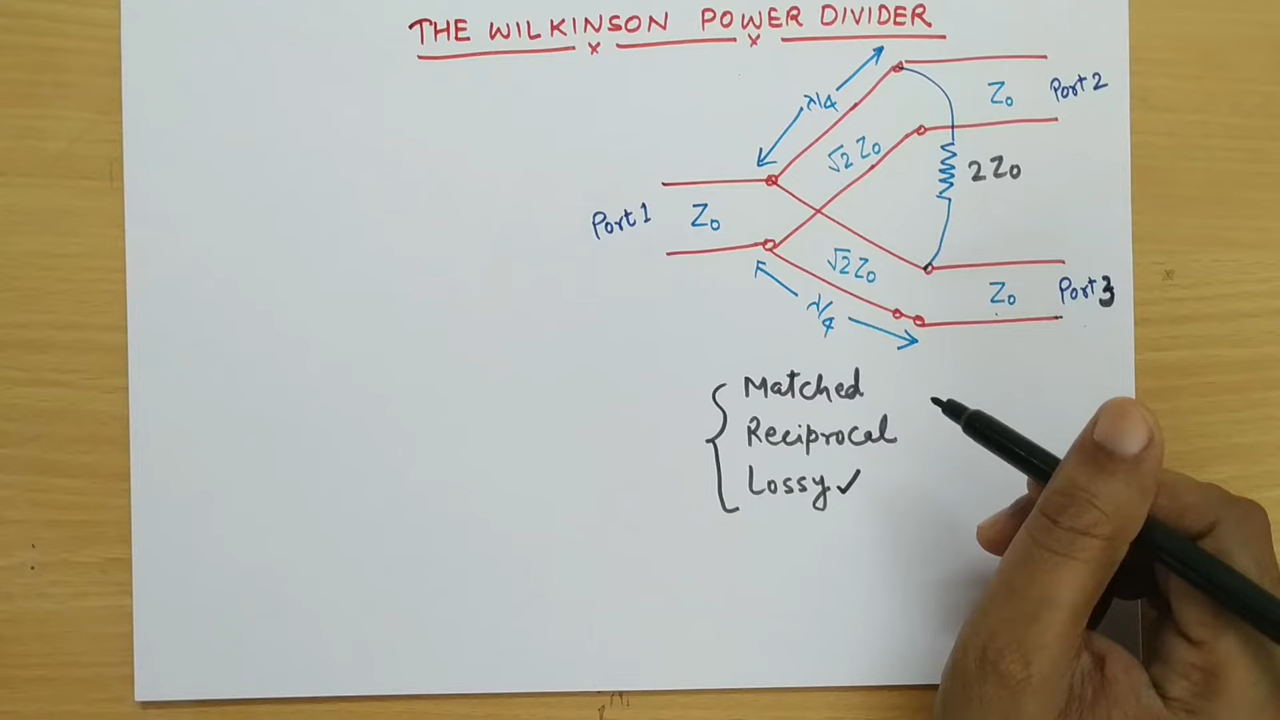 THE WILKINSON POWER DIVIDER
λ/4
Z₀
Port 2
√2 Z₀
2Z₀
Port 1
Z₀
√2 Z₀
Z₀
Port 3
λ/4
Matched
Reciprocal
Lossy ✓